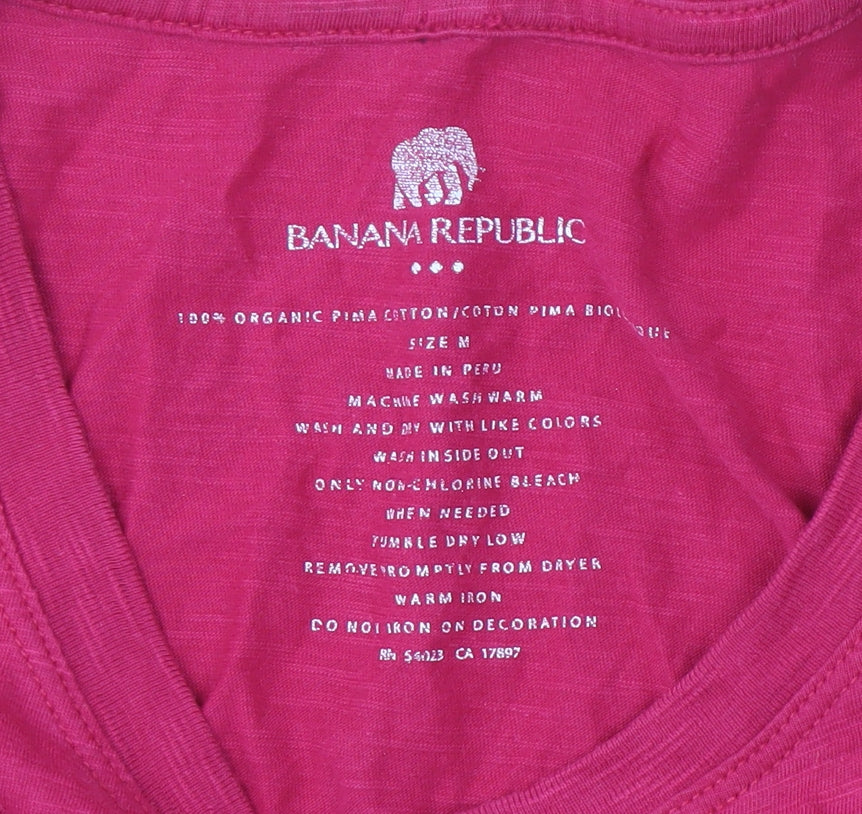 BANANA REPUBLIC
100% ORGANIC PIMA COTTON/COTON PIMA
SIZE M
MADE IN PERU
MACHINE WASH WARM
WASH AND DRY WITH LIKE COLORS
WASH INSIDE OUT
ONLY NON-CHLORINE BLEACH
WHEN NEEDED
TUMBLE DRY LOW
REMOVE PROMPTLY FROM DRYER
WARM IRON
DO NOT IRON ON DECORATION
RN 54023 CA 17897